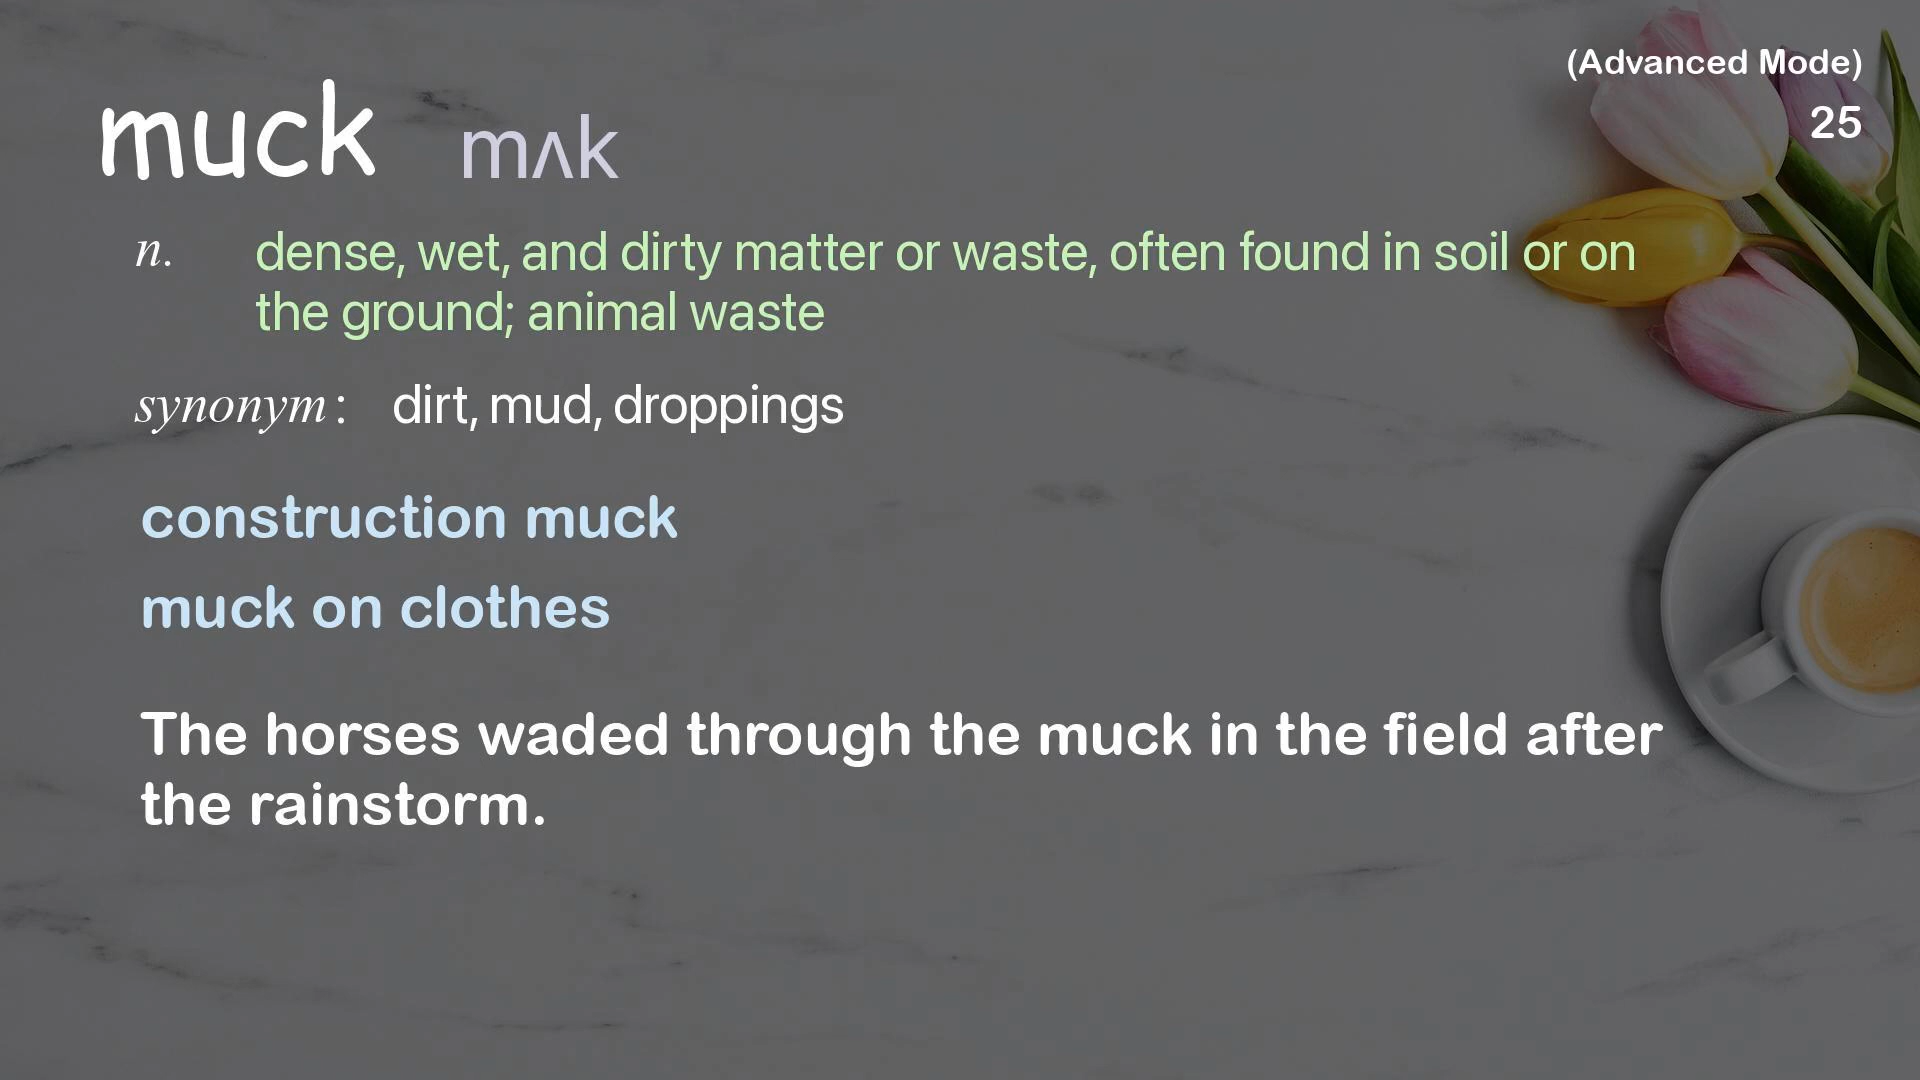 (Advanced Mode)
25
muck mʌk
n. dense, wet, and dirty matter or waste, often found in soil or on
the ground; animal waste
synonym: dirt, mud, droppings
construction muck
muck on clothes
The horses waded through the muck in the field after
the rainstorm.